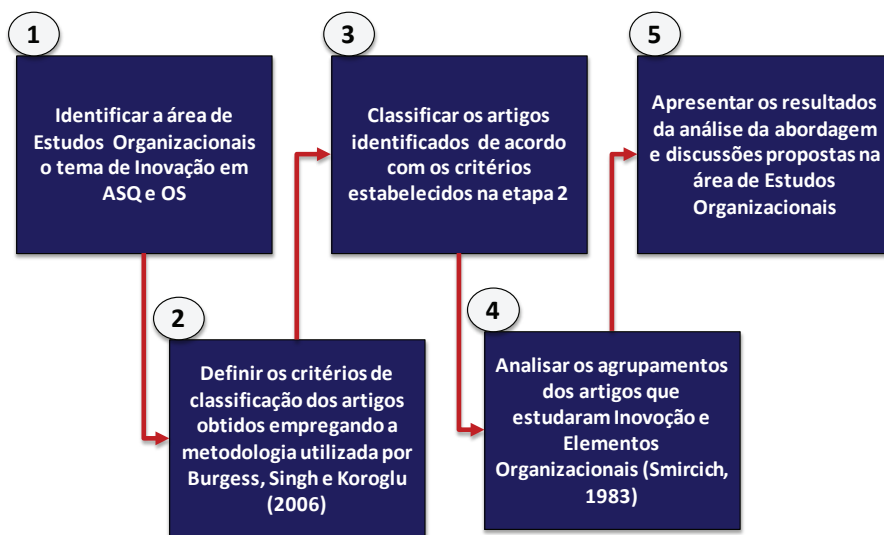 1
Identificar a área de
Estudos Organizacionais
o tema de Inovação em
ASQ e OS
2
Definir os critérios de
classificação dos artigos
obtidos empregando a
metodologia utilizada por
Burgess, Singh e Koroglu
(2006)
3
Classificar os artigos
identificados de acordo
com os critérios
estabelecidos na etapa 2
4
Analisar os agrupamentos
dos artigos que
estudaram Inovoção e
Elementos
Organizacionais (Smircich,
1983)
5
Apresentar os resultados
da análise da abordagem
e discussões propostas na
área de Estudos
Organizacionais